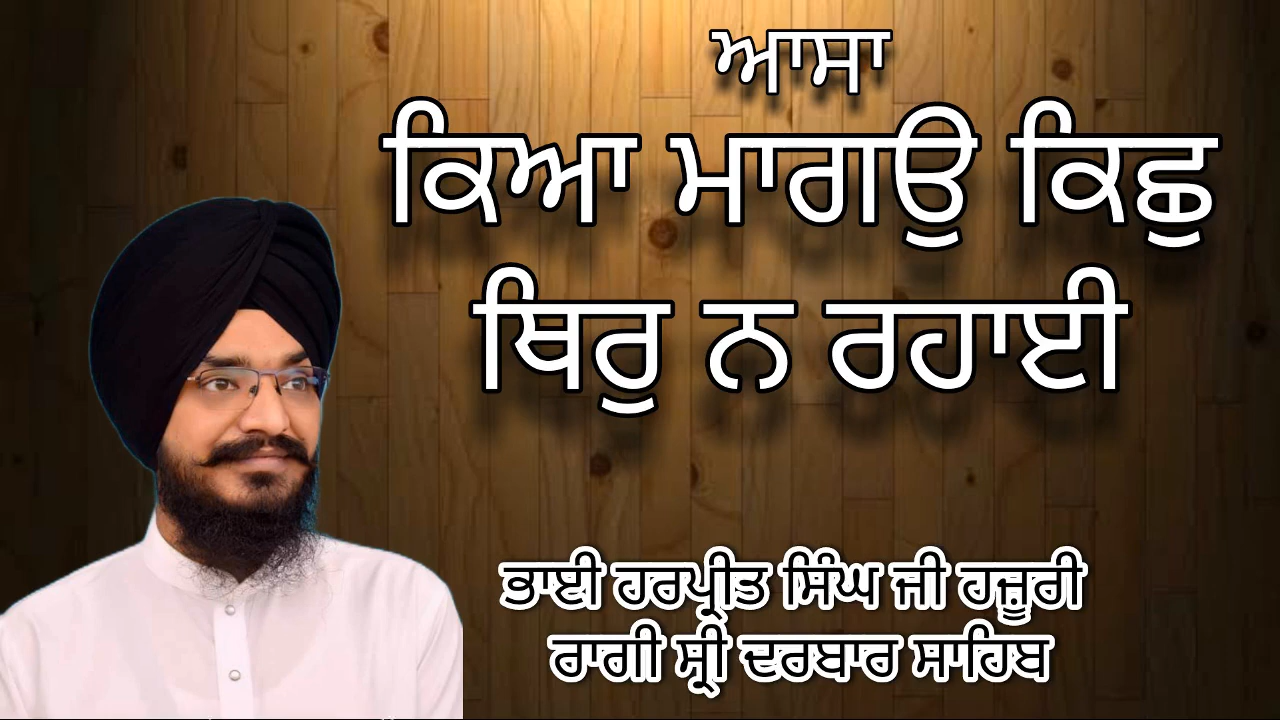 ਆਸਾ
ਕਿਆ ਮਾਗਉ ਕਿਛੁ
ਥਿਰੁ ਨ ਰਹਾਈ
ਭਾਈ ਹਰਪ੍ਰੀਤ ਸਿੰਘ ਜੀ ਹਜ਼ੂਰੀ
ਰਾਗੀ ਸ੍ਰੀ ਦਰਬਾਰ ਸਾਹਿਬ